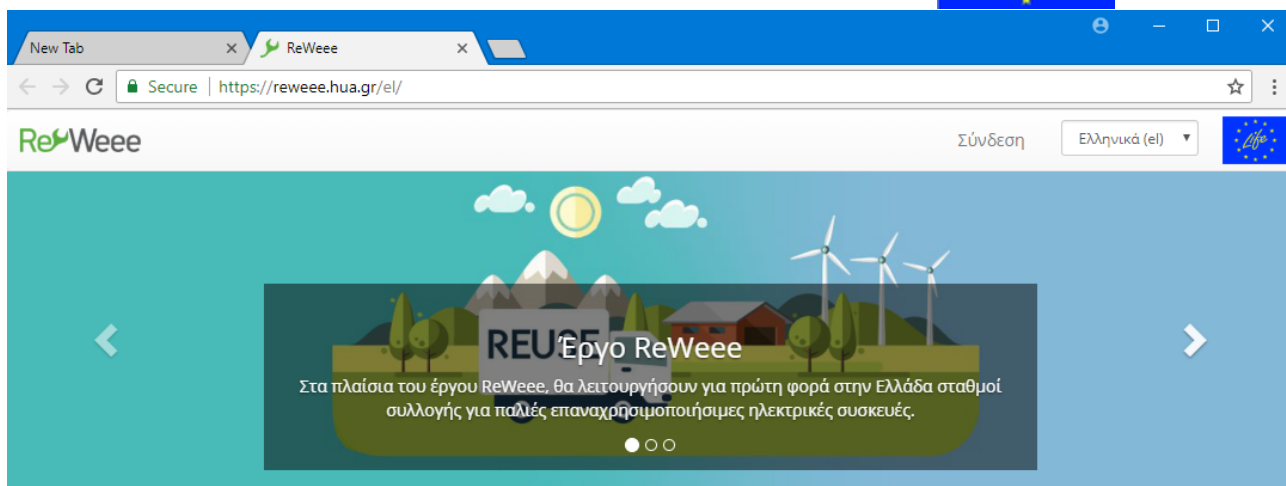 New Tab
ReWeee
Secure | https://reweee.hua.gr/el/
ReWeee
Σύνδεση
Ελληνικά (el)
Life
REUSE
Έργο ReWeee
Στα πλαίσια του έργου ReWeee, θα λειτουργήσουν για πρώτη φορά στην Ελλάδα σταθμοί
συλλογής για παλιές επαναχρησιμοποιήσιμες ηλεκτρικές συσκευές.